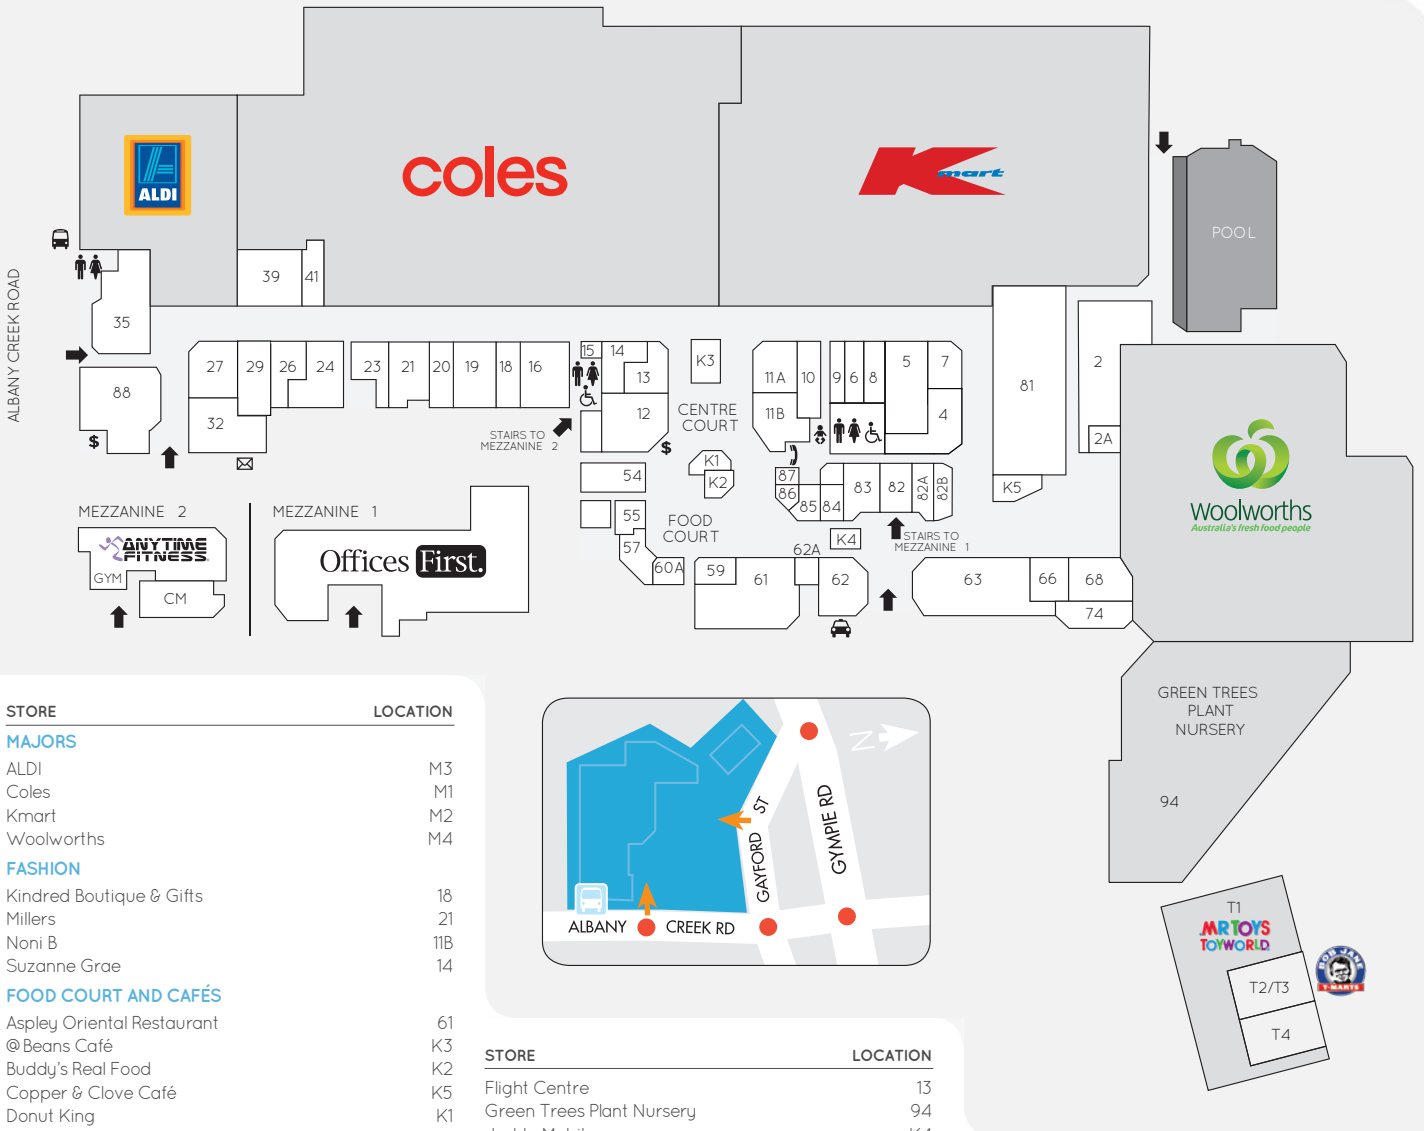 coles
K
mart
ALDI
POOL
ALBANY CREEK ROAD
39
41
35
27
29
26
24
23
21
20
19
18
16
15
14
13
12
K3
11A
10
9
6
8
5
7
4
11B
81
2
2A
88
32
$
$
STAIRS TO
MEZZANINE 2
CENTRE
COURT
K1
K2
54
55
57
60A
FOOD
COURT
87
86
85
84
83
82
82A
82B
K4
K5
STAIRS TO
MEZZANINE 1
62A
59
61
62
63
66
68
74
Woolworths
Australia's fresh food people
MEZZANINE 2
ANYTIME
FITNESS
GYM
CM
MEZZANINE 1
Offices First.
GREEN TREES
PLANT
NURSERY
94
T1
MR TOYS
TOYWORLD
T2/T3
T4
BOB JANE
T-MARTS
N
GAYFORD ST
GYMPIE RD
ALBANY CREEK RD
STORE LOCATION
MAJORS
ALDI M3
Coles M1
Kmart M2
Woolworths M4
FASHION
Kindred Boutique & Gifts 18
Millers 21
Noni B 11B
Suzanne Grae 14
FOOD COURT AND CAFÉS
Aspley Oriental Restaurant 61
@Beans Café K3
Buddy's Real Food K2
Copper & Clove Café K5
Donut King K1
STORE LOCATION
Flight Centre 13
Green Trees Plant Nursery 94